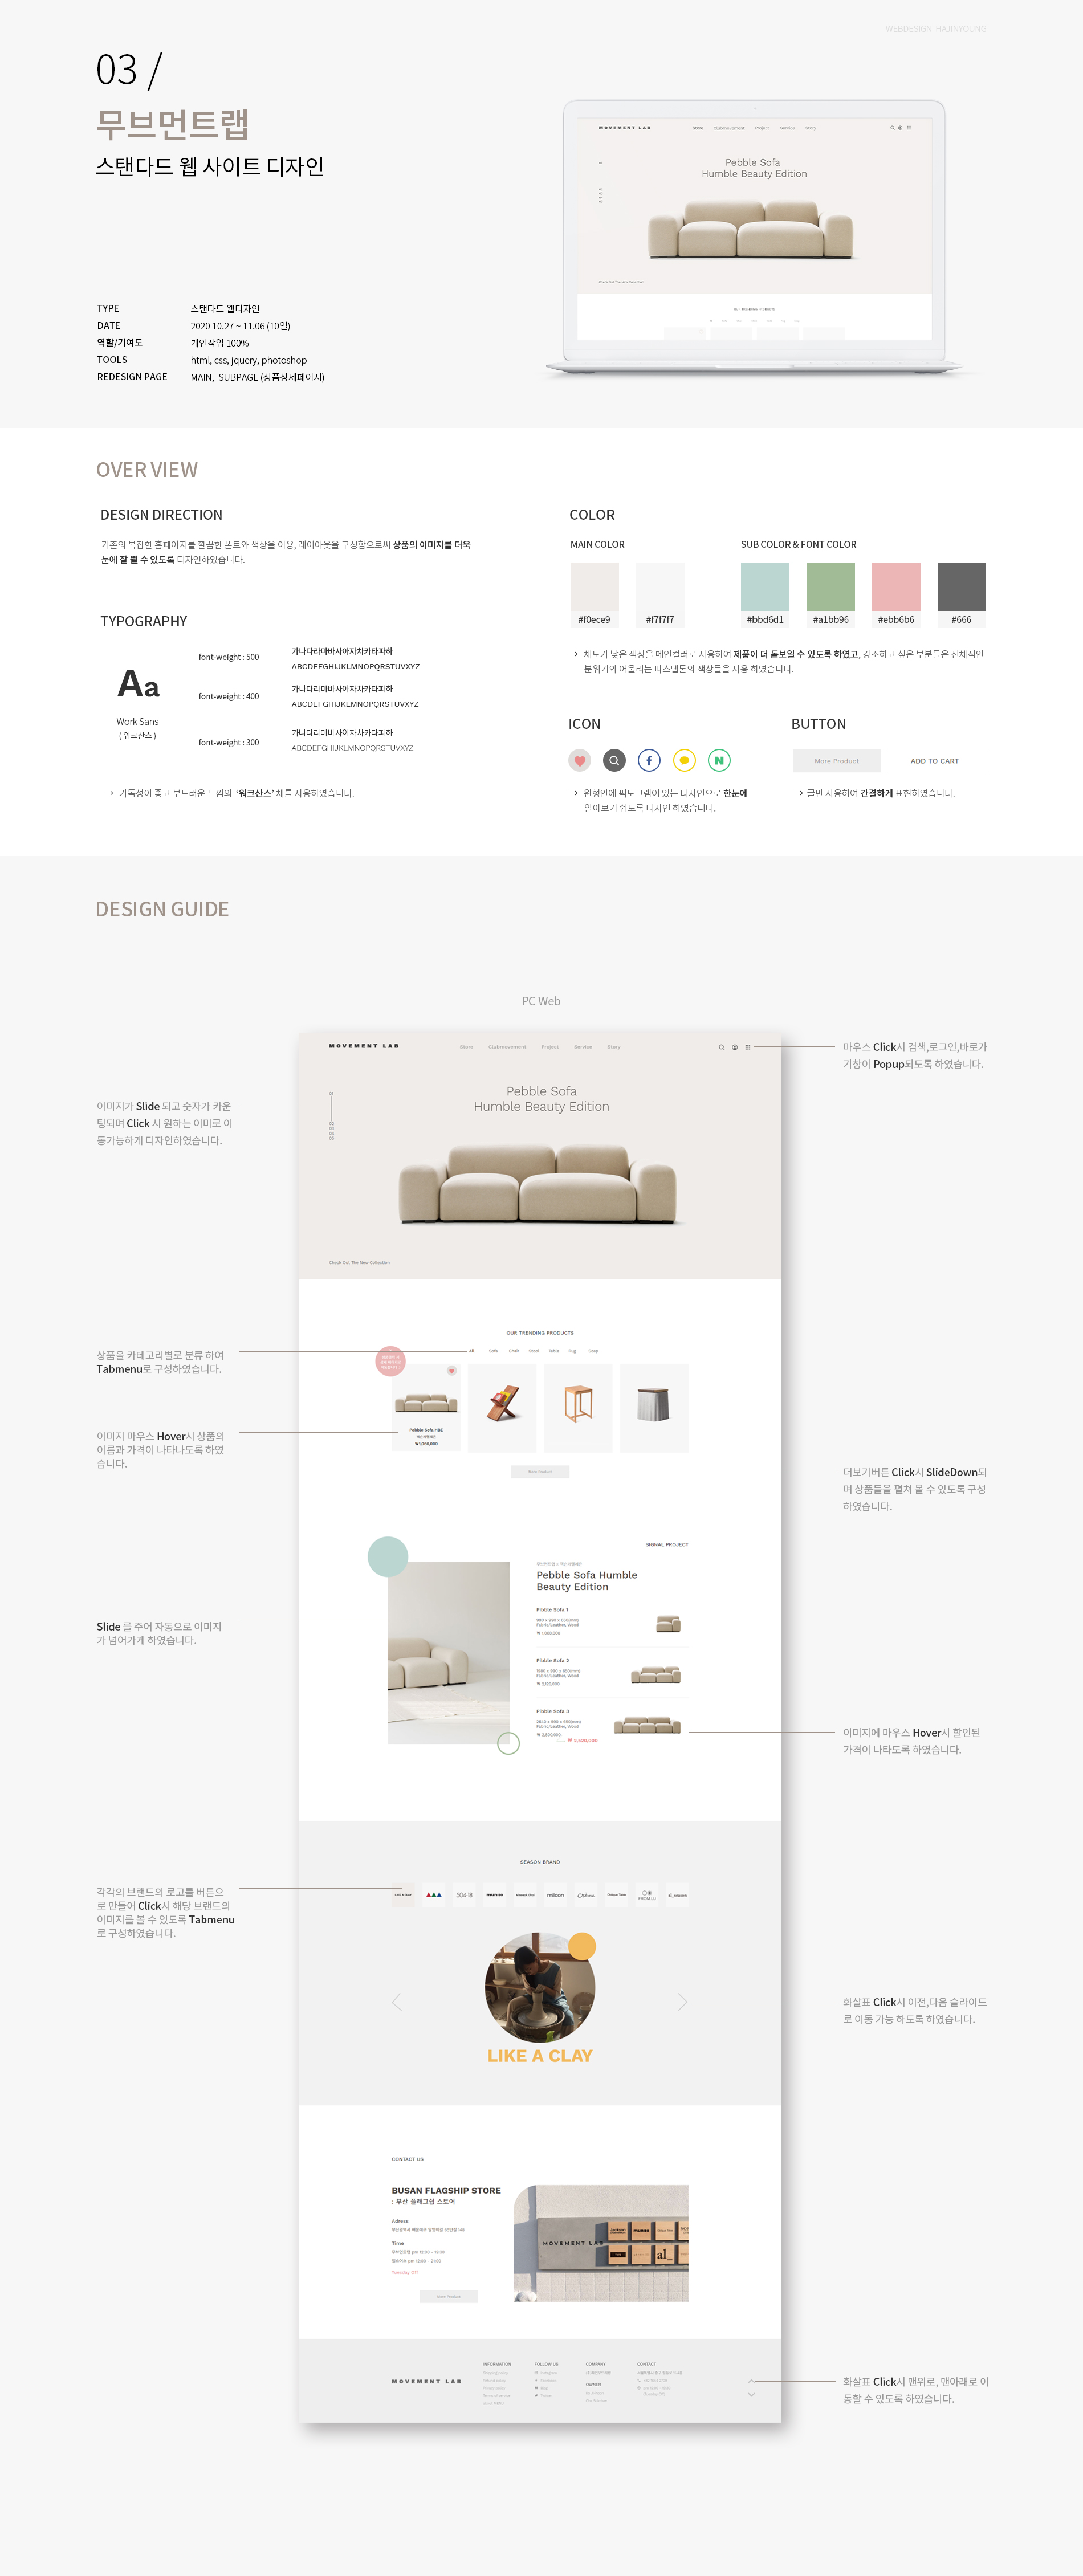 WEBDESIGN HAJINYOUNG
03 /
무브먼트랩
스탠다드 웹 사이트 디자인
TYPE 스탠다드 웹디자인
DATE 2020 10.27 ~ 11.06 (10일)
역할/기여도 개인작업 100%
TOOLS html, css, jquery, photoshop
REDESIGN PAGE MAIN, SUBPAGE (상품상세페이지)
MOVEMENT LAB
Store Clubmovement Project Service Story
Pebble Sofa
Humble Beauty Edition
Check Out The New Collection
OUR TRENDING PRODUCTS
OVER VIEW
DESIGN DIRECTION
기존의 복잡한 홈페이지를 깔끔한 폰트와 색상을 이용, 레이아웃을 구성함으로써 상품의 이미지를 더욱
눈에 잘 띌 수 있도록 디자인하였습니다.
TYPOGRAPHY
Aa
Work Sans
( 워크산스 )
font-weight : 500
가나다라마바사아자차카타파하
ABCDEFGHIJKLMNOPQRSTUVXYZ
font-weight : 400
가나다라마바사아자차카타파하
ABCDEFGHIJKLMNOPQRSTUVXYZ
font-weight : 300
가나다라마바사아자차카타파하
ABCDEFGHIJKLMNOPQRSTUVXYZ
→ 가독성이 좋고 부드러운 느낌의 ‘워크산스’ 체를 사용하였습니다.
COLOR
MAIN COLOR
#f0ece9
#f7f7f7
SUB COLOR & FONT COLOR
#bbd6d1
#a1bb96
#ebb6b6
#666
→ 채도가 낮은 색상을 메인컬러로 사용하여 제품이 더 돋보일 수 있도록 하였고, 강조하고 싶은 부분들은 전체적인
분위기와 어울리는 파스텔톤의 색상들을 사용 하였습니다.
ICON
→ 원형안에 픽토그램이 있는 디자인으로 한눈에
알아보기 쉽도록 디자인 하였습니다.
BUTTON
More Product
ADD TO CART
→ 글만 사용하여 간결하게 표현하였습니다.
DESIGN GUIDE
PC Web
MOVEMENT LAB
Store Clubmovement Project Service Story
마우스 Click시 검색,로그인,바로가
기창이 Popup되도록 하였습니다.
Pebble Sofa
Humble Beauty Edition
이미지가 Slide 되고 숫자가 카운
팅되며 Click 시 원하는 이미로 이
동가능하게 디자인하였습니다.
Check Out The New Collection
OUR TRENDING PRODUCTS
All Sofa Chair Stool Table Rug Soap
상품을 카테고리별로 분류 하여
Tabmenu로 구성하였습니다.
이미지 마우스 Hover시 상품의
이름과 가격이 나타나도록 하였
습니다.
Pebble Sofa HBE
₩1,060,000
More Product
더보기버튼 Click시 SlideDown되
며 상품들을 펼쳐 볼 수 있도록 구성
하였습니다.
SIGNAL PROJECT
Pebble Sofa Humble
Beauty Edition
Slide 를 주어 자동으로 이미지
가 넘어가게 하였습니다.
Pibble Sofa 1
Fabric/Leather, Wood
₩ 1,060,000
Pibble Sofa 2
Fabric/Leather, Wood
Pibble Sofa 3
Fabric/Leather, Wood
₩ 2,520,000
이미지에 마우스 Hover시 할인된
가격이 나타도록 하였습니다.
SEASON BRAND
LIKE A CLAY
munito
milcon
각각의 브랜드의 로고를 버튼으
로 만들어 Click시 해당 브랜드의
이미지를 볼 수 있도록 Tabmenu
로 구성하였습니다.
화살표 Click시 이전,다음 슬라이드
로 이동 가능 하도록 하였습니다.
LIKE A CLAY
CONTACT US
BUSAN FLAGSHIP STORE
: 부산 플래그쉽 스토어
Adress
Time
More Product
MOVEMENT LAB
MOVEMENT LAB
INFORMATION
FOLLOW US
COMPANY
OWNER
CONTACT
화살표 Click시 맨위로, 맨아래로 이
동할 수 있도록 하였습니다.